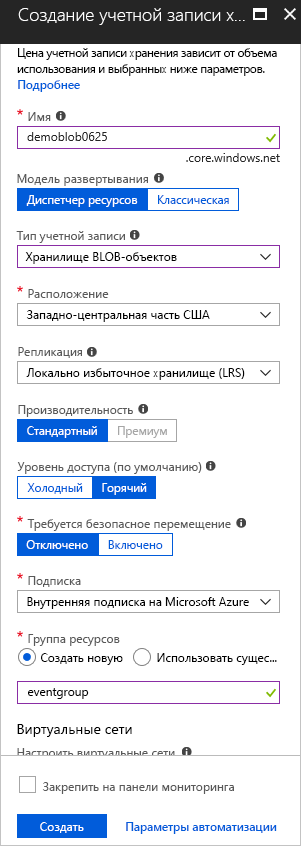 Создание учетной записи х...
Цена учетной записи хранения зависит от объема
использования и выбранных ниже параметров.
Подробнее
* Имя
demoblob0625
.core.windows.net
Модель развертывания
Диспетчер ресурсов Классическая
Тип учетной записи
Хранилище BLOB-объектов
* Расположение
Западно-центральная часть США
Репликация
Локально избыточное хранилище (LRS)
Производительность
Стандартный Премиум
Уровень доступа (по умолчанию)
Холодный Горячий
* Требуется безопасное перемещение
Отключено Включено
* Подписка
Внутренняя подписка на Microsoft Azure
* Группа ресурсов
Создать новую Использовать сущес...
eventgroup
Виртуальные сети
Настроить виртуальные сети
Закрепить на панели мониторинга
Создать Параметры автоматизации